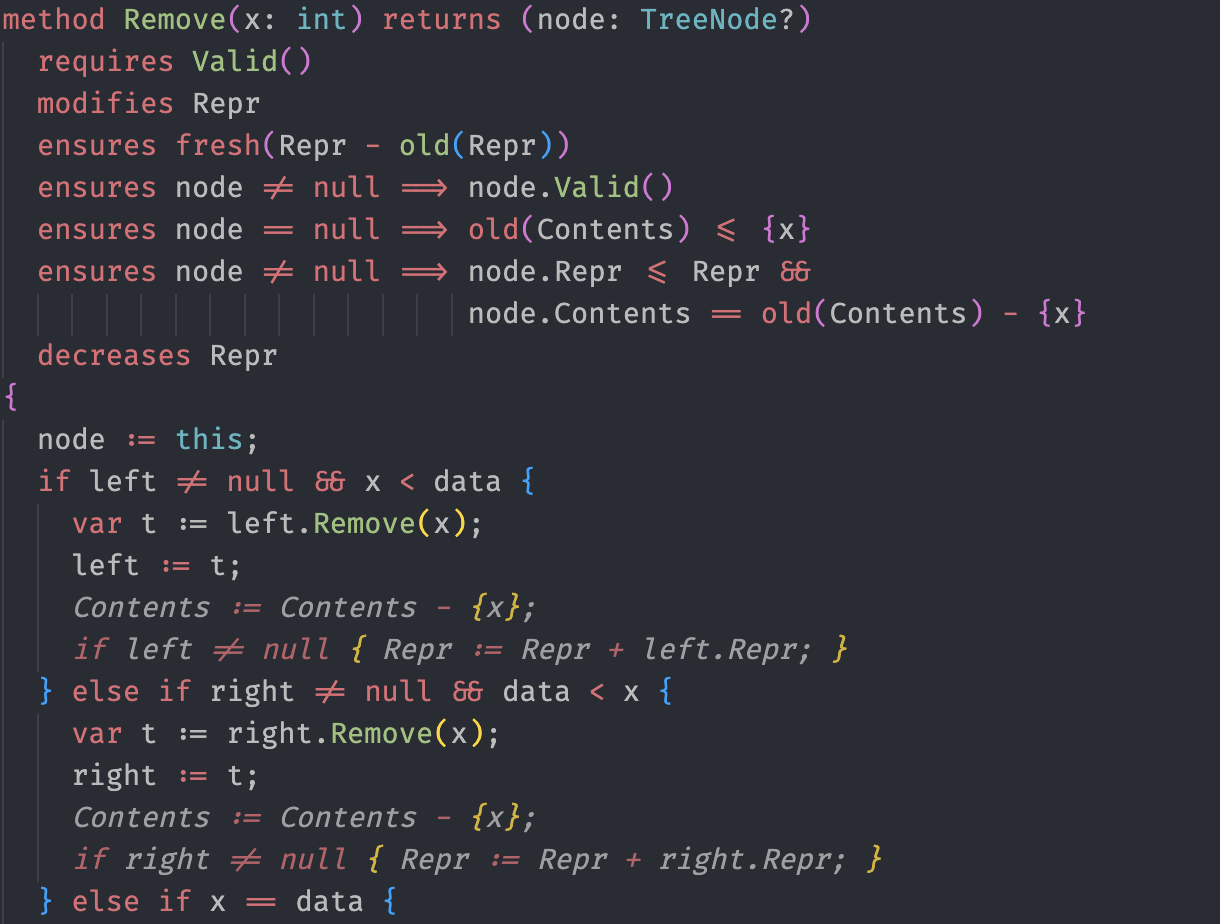 method Remove(x: int) returns (node: TreeNode?)
requires Valid()
modifies Repr
ensures fresh(Repr - old(Repr))
ensures node != null ==> node.Valid()
ensures node == null ==> old(Contents) <= {x}
ensures node != null ==> node.Repr <= Repr &&
node.Contents == old(Contents) - {x}
decreases Repr
{
node := this;
if left != null && x < data {
var t := left.Remove(x);
left := t;
Contents := Contents - {x};
if left != null { Repr := Repr + left.Repr; }
} else if right != null && data < x {
var t := right.Remove(x);
right := t;
Contents := Contents - {x};
if right != null { Repr := Repr + right.Repr; }
} else if x == data {